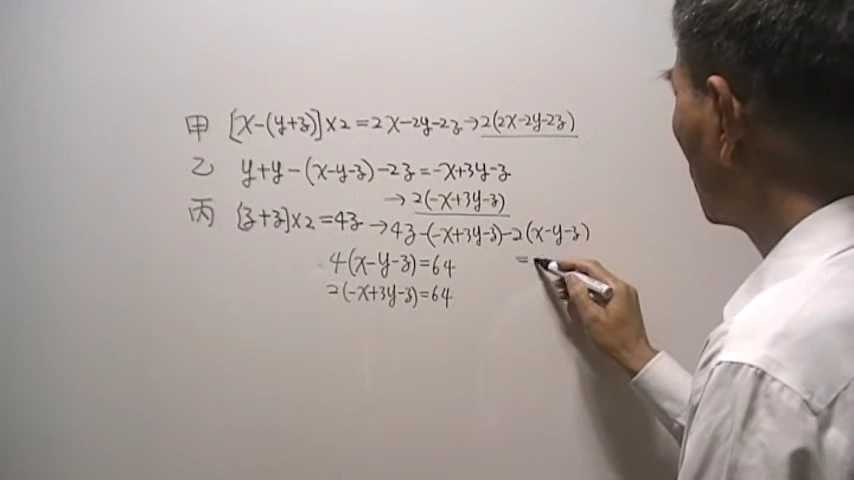 甲 [x-(y+z)]×2=2x-2y-2z→2(2x-2y-2z)
乙 y+y-(x-y-z)-2z=-x+3y-z
→2(-x+3y-z)
丙 [z+z]×2=4z→4z-(-x+3y-z)-2(x-y-z)
4(x-y-z)=64
=
2(-x+3y-z)=64